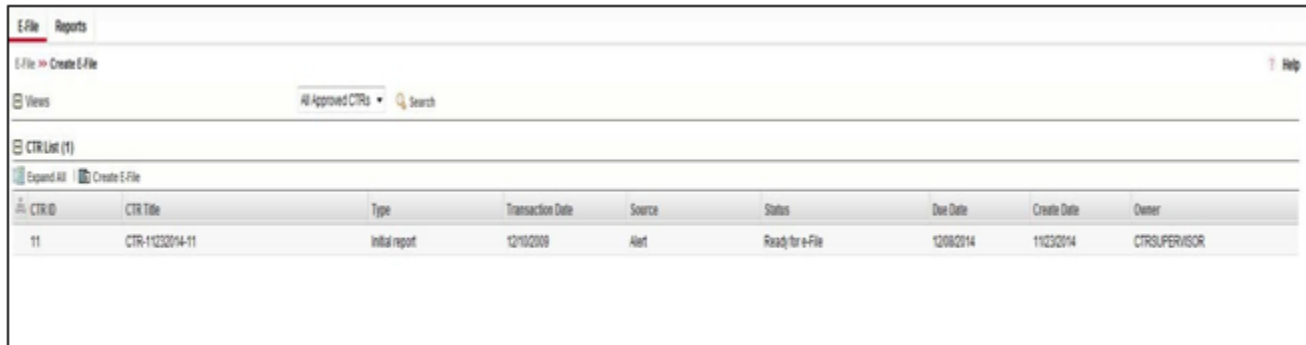 E-File Reports
E-File >> Create E-File ? Help
Views All Approved CTRs Search
CTR List (1)
Expand All Create E-File
CTR ID CTR Title Type Transaction Date Source Status Due Date Create Date Owner
11 CTR-11232014-11 Initial report 12/10/2009 Alert Ready for e-File 12/08/2014 11/23/2014 CTRSUPERVISOR